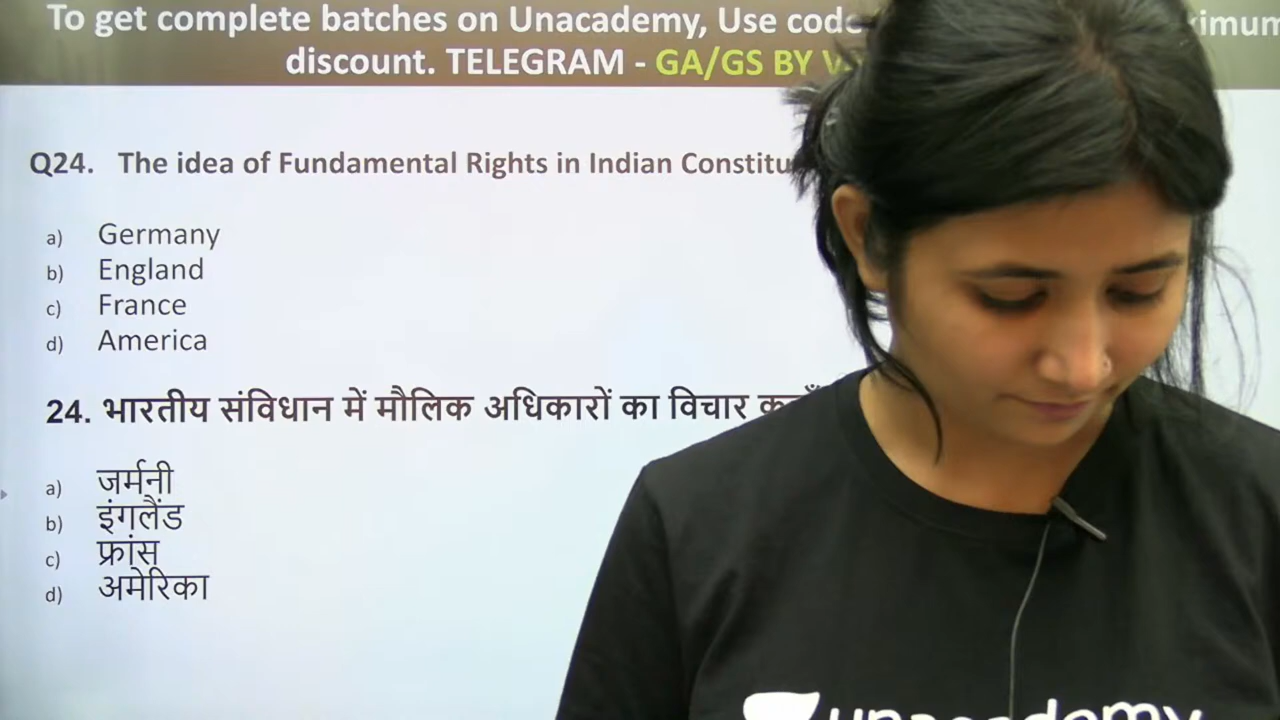 To get complete batches on Unacademy, Use code
discount. TELEGRAM - GA/GS BY
Q24. The idea of Fundamental Rights in Indian
a) Germany
b) England
c) France
d) America
24. भारतीय संविधान में मौलिक अधिकारों का विचार
a) जर्मनी
b) इंगलैंड
c) फ्रांस
d) अमेरिका
unacademy